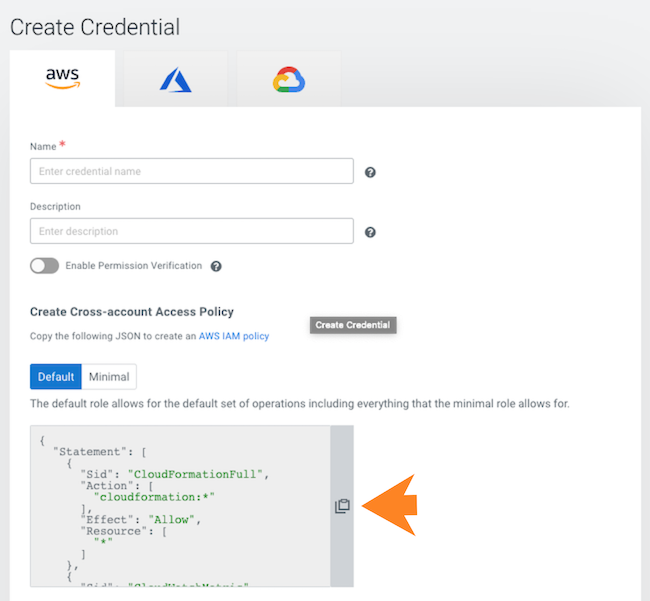 Create Credential
aws
Name *
Enter credential name
?
Description
Enter description
?
Enable Permission Verification ?
Create Cross-account Access Policy
Create Credential
Copy the following JSON to create an AWS IAM policy
Default Minimal
The default role allows for the default set of operations including everything that the minimal role allows for.
{
"Statement": [
{
"Sid": "CloudFormationFull",
"Action": [
"cloudformation:*"
],
"Effect": "Allow",
"Resource": [
"*"
]
},
{